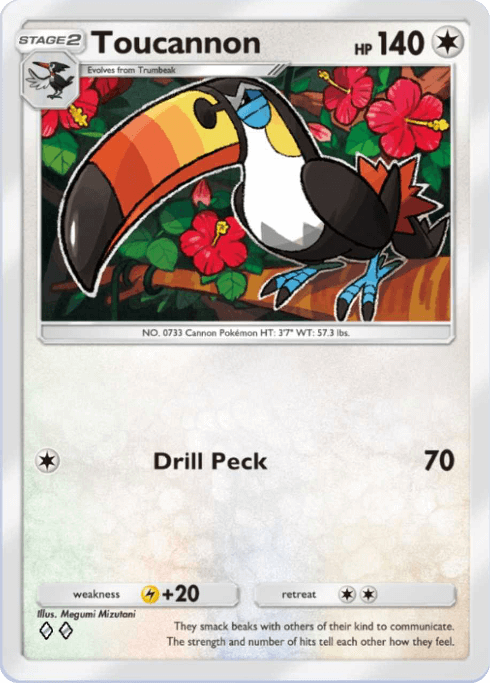 STAGE 2 Toucannon HP 140
Evolves from Trumbeak
NO. 0733 Cannon Pokémon HT: 3'7" WT: 57.3 lbs.
Drill Peck 70
weakness +20 retreat
Illus. Megumi Mizutani
They smack beaks with others of their kind to communicate.
The strength and number of hits tell each other how they feel.